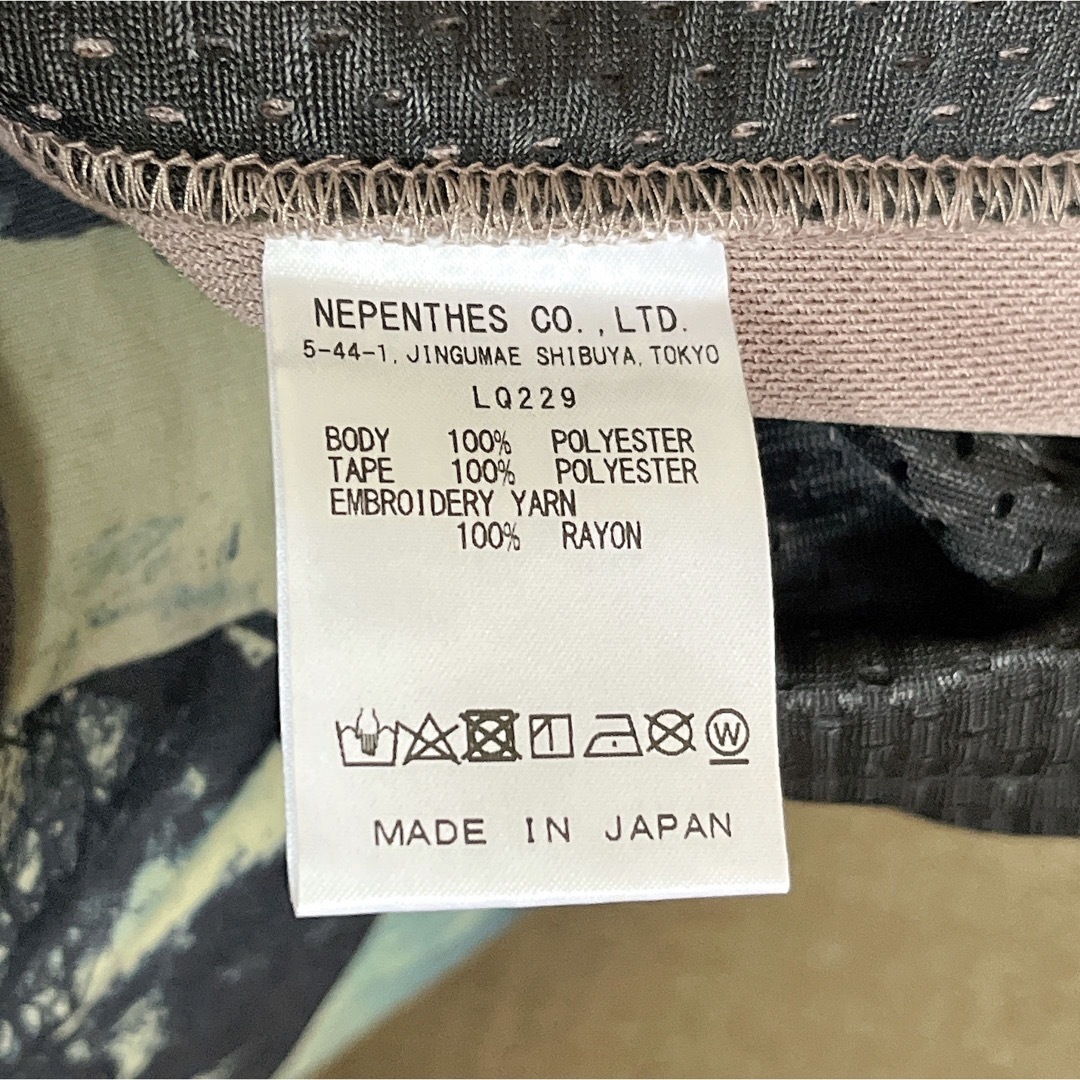 NEPENTHES CO.,LTD.
5-44-1, JINGUMAE SHIBUYA, TOKYO
LQ229
BODY 100% POLYESTER
TAPE 100% POLYESTER
EMBROIDERY YARN
100% RAYON
W
MADE IN JAPAN